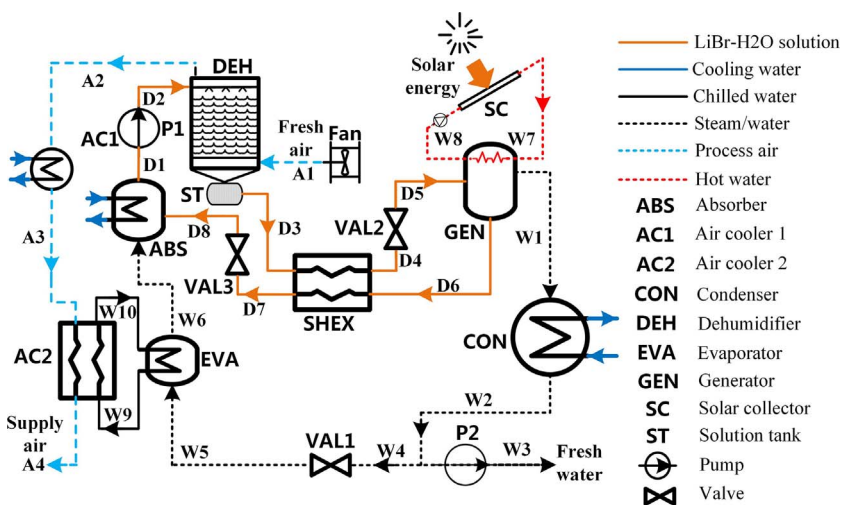 A2
DEH
D2
AC1
P1
D1
Fresh
air
Fan
A1
ST
A3
ABS
D8
D3
VAL3
D7
SHEX
VAL2
D5
D4
D6
Solar
energy
SC
W8
W7
GEN
W1
CON
W10
W6
AC2
EVA
W9
Supply
air
A4
W5
VAL1
W4
W2
P2
W3
Fresh
water
LiBr-H2O solution
Cooling water
Chilled water
Steam/water
Process air
Hot water
ABS Absorber
AC1 Air cooler 1
AC2 Air cooler 2
CON Condenser
DEH Dehumidifier
EVA Evaporator
GEN Generator
SC Solar collector
ST Solution tank
Pump
Valve